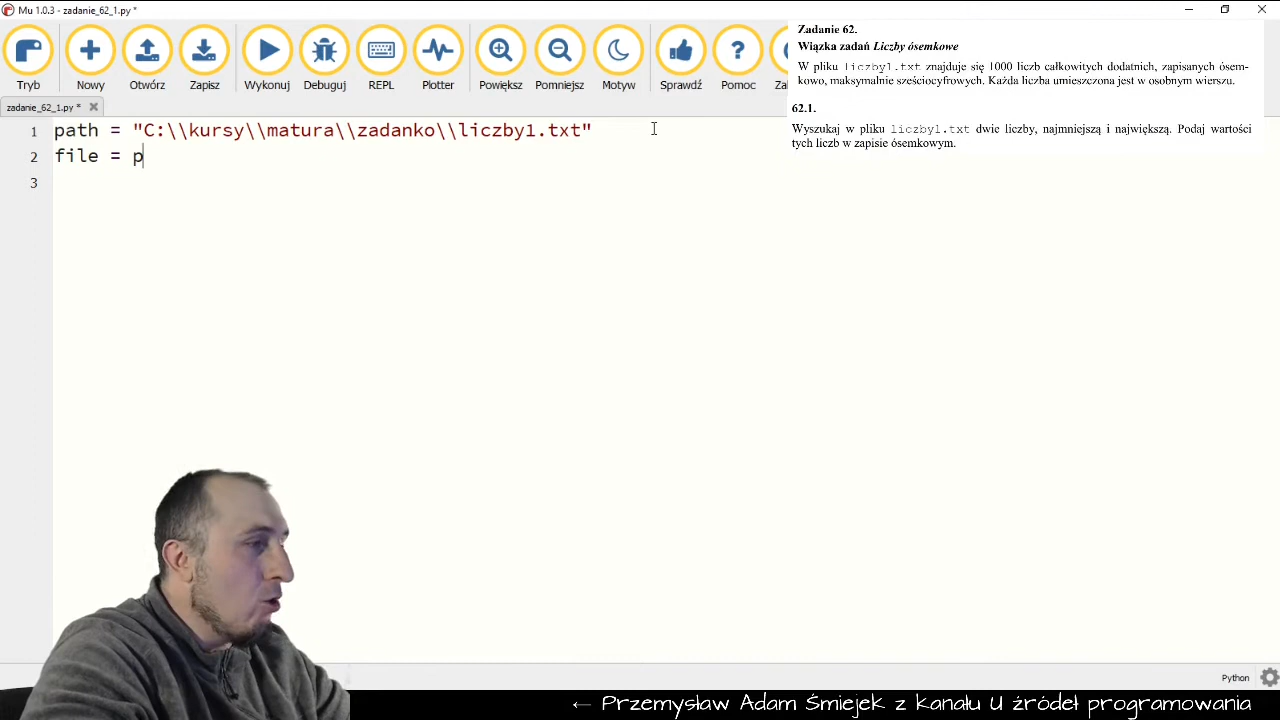 Mu 1.0.3 - zadanie_62_1.py *
Tryb Nowy Otwórz Zapisz Wykonuj Debuguj REPL Plotter Powiększ Pomniejsz Motyw Sprawdź Pomoc
zadanie_62_1.py *
1 path = "C:\\kursy\\matura\\zadanko\\liczby1.txt"
2 file = p
3
Zadanie 62.
Wiązka zadań Liczby ósemkowe
W pliku liczby1.txt znajduje się 1000 liczb całkowitych dodatnich, zapisanych ósem-
kowo, maksymalnie sześciocyfrowych. Każda liczba umieszczona jest w osobnym wierszu.
62.1.
Wyszukaj w pliku liczby1.txt dwie liczby, najmniejszą i największą. Podaj wartości
tych liczb w zapisie ósemkowym.
Python
← Przemysław Adam Śmiejek z kanału U źródeł programowania